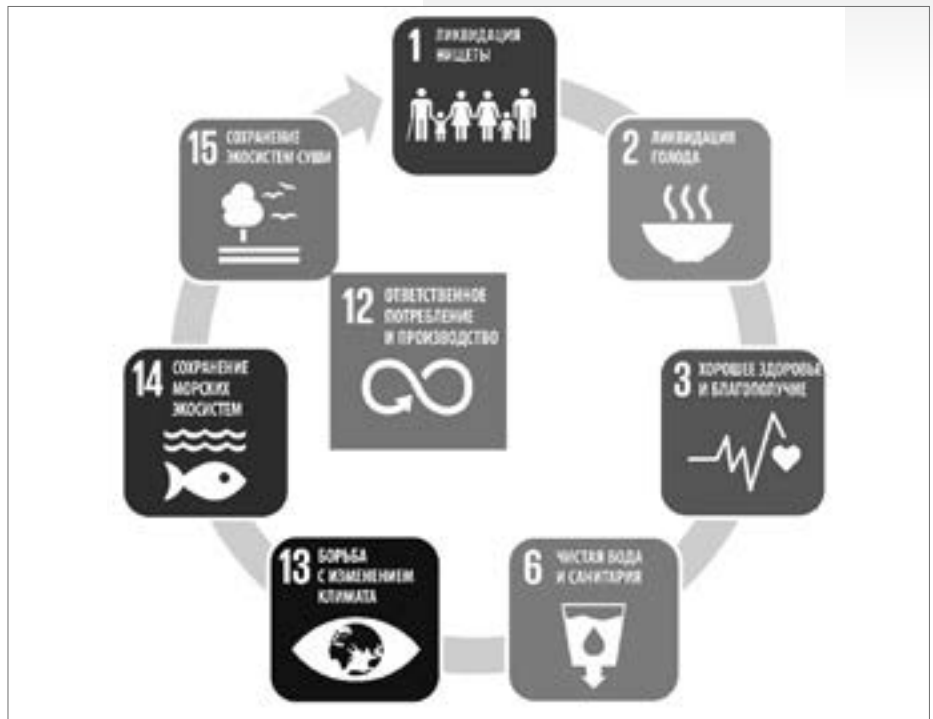 1 ЛИКВИДАЦИЯ
НИЩЕТЫ
2 ЛИКВИДАЦИЯ
ГОЛОДА
3 ХОРОШЕЕ ЗДОРОВЬЕ
И БЛАГОПОЛУЧИЕ
6 ЧИСТАЯ ВОДА
И САНИТАРИЯ
13 БОРЬБА
С ИЗМЕНЕНИЕМ
КЛИМАТА
14 СОХРАНЕНИЕ
МОРСКИХ
ЭКОСИСТЕМ
15 СОХРАНЕНИЕ
ЭКОСИСТЕМ СУШИ
12 ОТВЕТСТВЕННОЕ
ПОТРЕБЛЕНИЕ
И ПРОИЗВОДСТВО